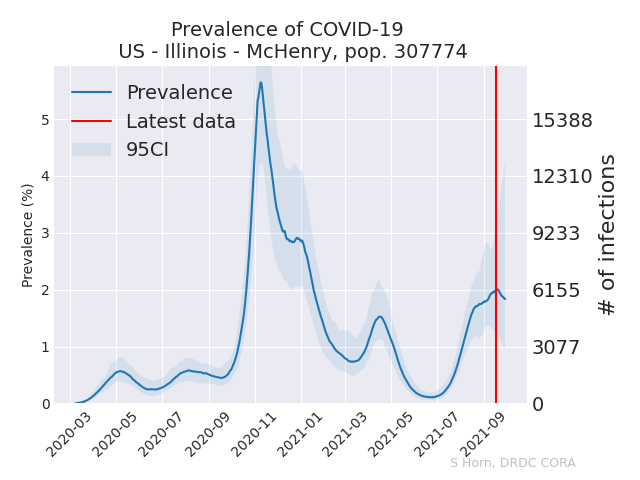 Prevalence of COVID-19
US - Illinois - McHenry, pop. 307774
Prevalence
Latest data
95CI
Prevalence (%)
5
4
3
2
1
0
15388
12310
9233
6155
3077
0
# of infections
2020-03
2020-05
2020-07
2020-09
2020-11
2021-01
2021-03
2021-05
2021-07
2021-09
S Horn, DRDC CORA